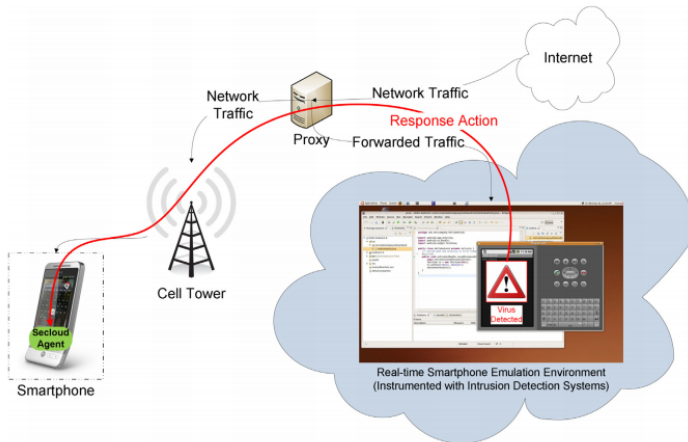 Internet
Network Traffic
Network
Traffic
Proxy
Response Action
Forwarded Traffic
Cell Tower
Secloud
Agent
Smartphone
Virus
Detected
Real-time Smartphone Emulation Environment
(Instrumented with Intrusion Detection Systems)